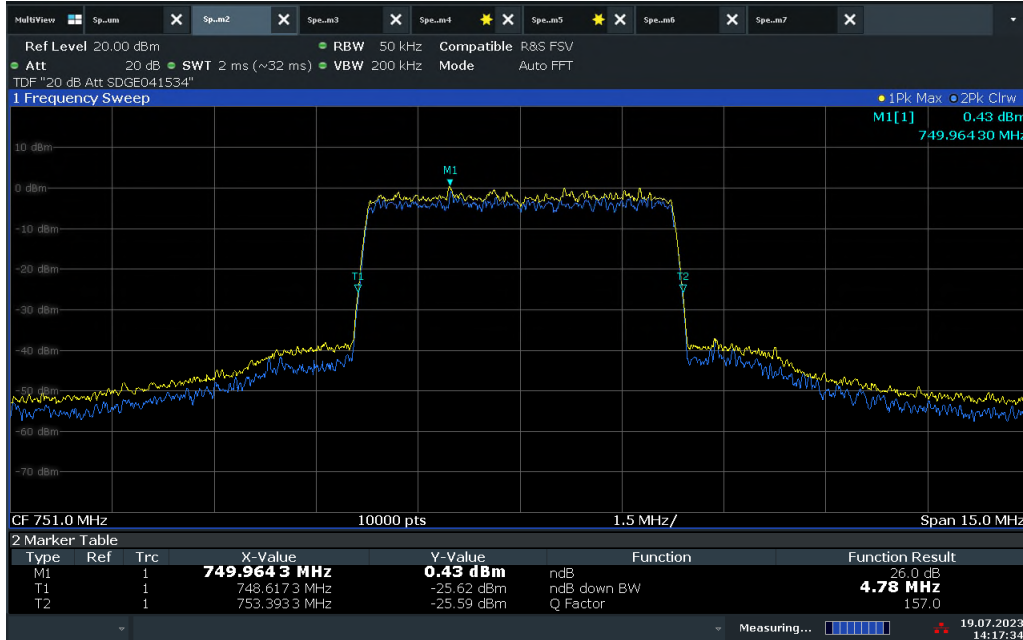 MultiView Sp..um Sp..m2 Spe..m3 Spe..m4 Spe..m5 Spe..m6 Spe..m7
Ref Level 20.00 dBm RBW 50 kHz Compatible R&S FSV
Att 20 dB SWT 2 ms (~32 ms) VBW 200 kHz Mode Auto FFT
TDF "20 dB Att SDGE041534"
1 Frequency Sweep 1Pk Max 2Pk Clrw
M1[1] 0.43 dBm
749.96430 MHz
10 dBm
M1
0 dBm
-10 dBm
-20 dBm
T1 T2
-30 dBm
-40 dBm
-50 dBm
-60 dBm
-70 dBm
CF 751.0 MHz 10000 pts 1.5 MHz/ Span 15.0 MHz
2 Marker Table
Type Ref Trc X-Value Y-Value Function Function Result
M1 1 749.9643 MHz 0.43 dBm ndB 26.0 dB
T1 1 748.6173 MHz -25.62 dBm ndB down BW 4.78 MHz
T2 1 753.3933 MHz -25.59 dBm Q Factor 157.0
Measuring... 19.07.2023
14:17:34